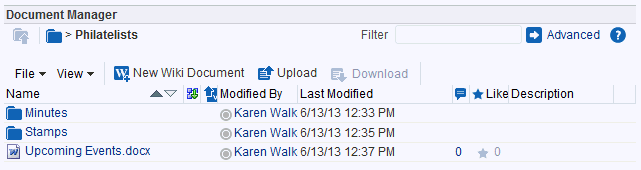 Document Manager
> Philatelists Filter Advanced ?
File View W New Wiki Document Upload Download
Name Modified By Last Modified Like Description
Minutes Karen Walk 6/13/13 12:33 PM
Stamps Karen Walk 6/13/13 12:35 PM
Upcoming Events.docx Karen Walk 6/13/13 12:37 PM 0 0